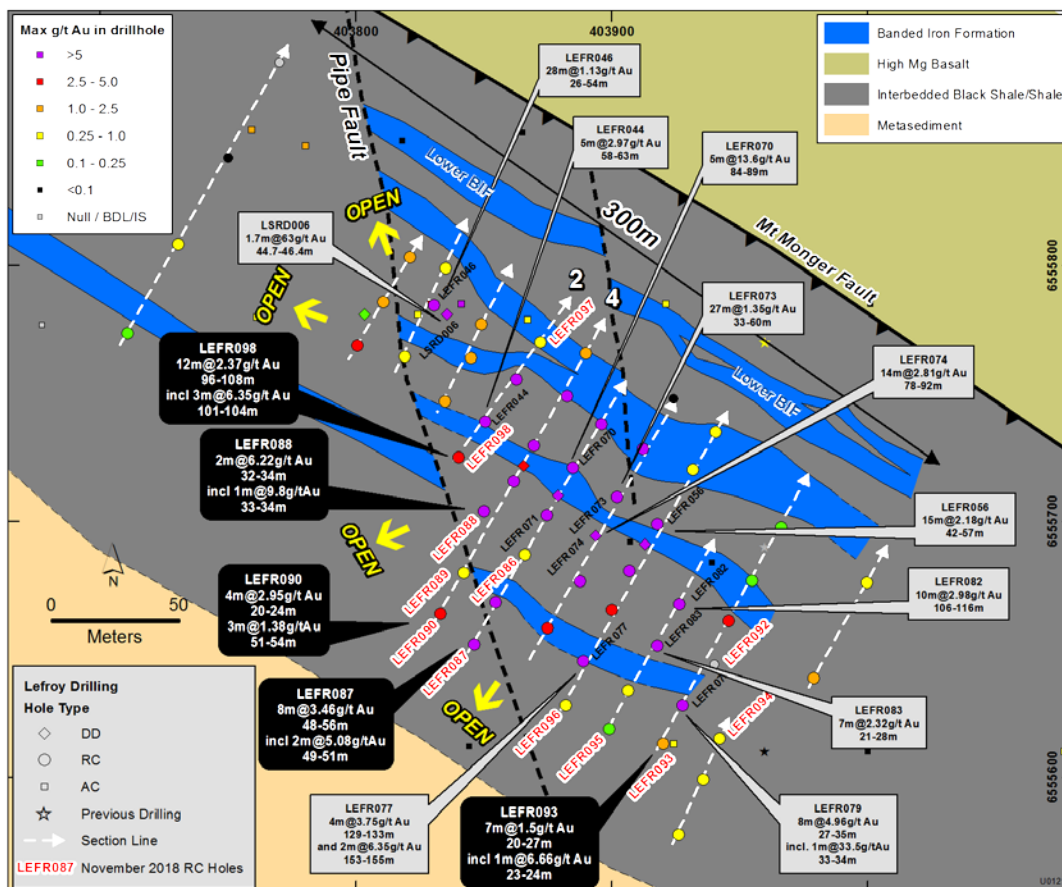 403800
403900
Max g/t Au in drillhole
>5
2.5 - 5.0
1.0 - 2.5
0.25 - 1.0
0.1 - 0.25
<0.1
Null / BDL/IS
Banded Iron Formation
High Mg Basalt
Interbedded Black Shale/Shale
Metasediment
Pipe Fault
LEFR046
28m@1.13g/t Au
26-54m
LEFR044
5m@2.97g/t Au
58-63m
LEFR070
5m@13.6g/t Au
84-89m
Lower BIF
300m
Mt Monger Fault
6555800
OPEN
LSRD006
1.7m@63g/t Au
44.7-46.4m
OPEN
LEFR046
LSRD006
2
4
LEFR097
LEFR073
27m@1.35g/t Au
33-60m
LEFR074
14m@2.81g/t Au
78-92m
Lower BIF
LEFR098
12m@2.37g/t Au
96-108m
incl 3m@6.35g/t Au
101-104m
LEFR044
LEFR098
LEFR070
LEFR088
2m@6.22g/t Au
32-34m
incl 1m@9.8g/tAu
33-34m
LEFR088
LEFR071
LEFR073
LEFR056
LEFR074
LEFR056
15m@2.18g/t Au
42-57m
6555700
OPEN
N
0
50
Meters
LEFR090
4m@2.95g/t Au
20-24m
3m@1.38g/tAu
51-54m
LEFR089
LEFR086
LEFR090
LEFR087
LEFR082
LEFR082
10m@2.98g/t Au
106-116m
LEFR077
LEFR083
LEFR092
LEFR087
8m@3.46g/t Au
48-56m
incl 2m@5.08g/tAu
49-51m
OPEN
LEFR096
LEFR095
LEFR093
LEFR094
LEFR083
7m@2.32g/t Au
21-28m
6555600
Lefroy Drilling
Hole Type
DD
RC
AC
Previous Drilling
Section Line
LEFR087
November 2018 RC Holes
LEFR077
4m@3.75g/t Au
129-133m
and 2m@6.35g/t Au
153-155m
LEFR093
7m@1.5g/t Au
20-27m
incl 1m@6.66g/t Au
23-24m
LEFR079
8m@4.96g/t Au
27-35m
incl. 1m@33.5g/tAu
33-34m